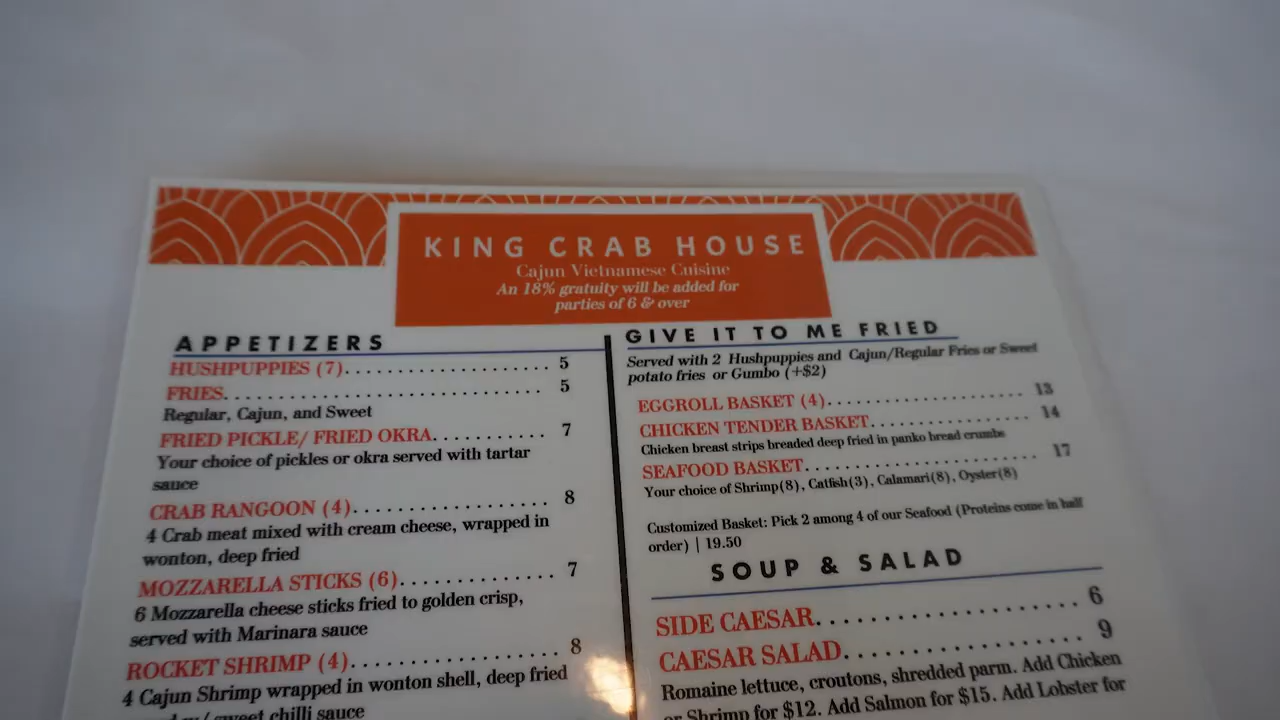 KING CRAB HOUSE
Cajun Vietnamese Cuisine
An 18% gratuity will be added for
parties of 6 & over
APPETIZERS
HUSHPUPPIES (7)................... 5
FRIES............................. 5
Regular, Cajun, and Sweet
FRIED PICKLE/ FRIED OKRA.......... 7
Your choice of pickles or okra served with tartar
sauce
CRAB RANGOON (4).................. 8
4 Crab meat mixed with cream cheese, wrapped in
wonton, deep fried
MOZZARELLA STICKS (6)............. 7
6 Mozzarella cheese sticks fried to golden crisp,
served with Marinara sauce
ROCKET SHRIMP (4)................. 8
4 Cajun Shrimp wrapped in wonton shell, deep fried
sweet chilli sauce
GIVE IT TO ME FRIED
Served with 2 Hushpuppies and Cajun/Regular Fries or Sweet
potato fries or Gumbo (+$2)
EGGROLL BASKET (4)................... 13
CHICKEN TENDER BASKET................ 14
Chicken breast strips breaded deep fried in panko bread crumbs
SEAFOOD BASKET....................... 17
Your choice of Shrimp(8), Catfish(3), Calamari(8), Oyster(8)
Customized Basket: Pick 2 among 4 of our Seafood (Proteins come in half
order) | 19.50
SOUP & SALAD
SIDE CAESAR..................... 6
CAESAR SALAD.................... 9
Romaine lettuce, croutons, shredded parm. Add Chicken
or Shrimp for $12. Add Salmon for $15. Add Lobster for